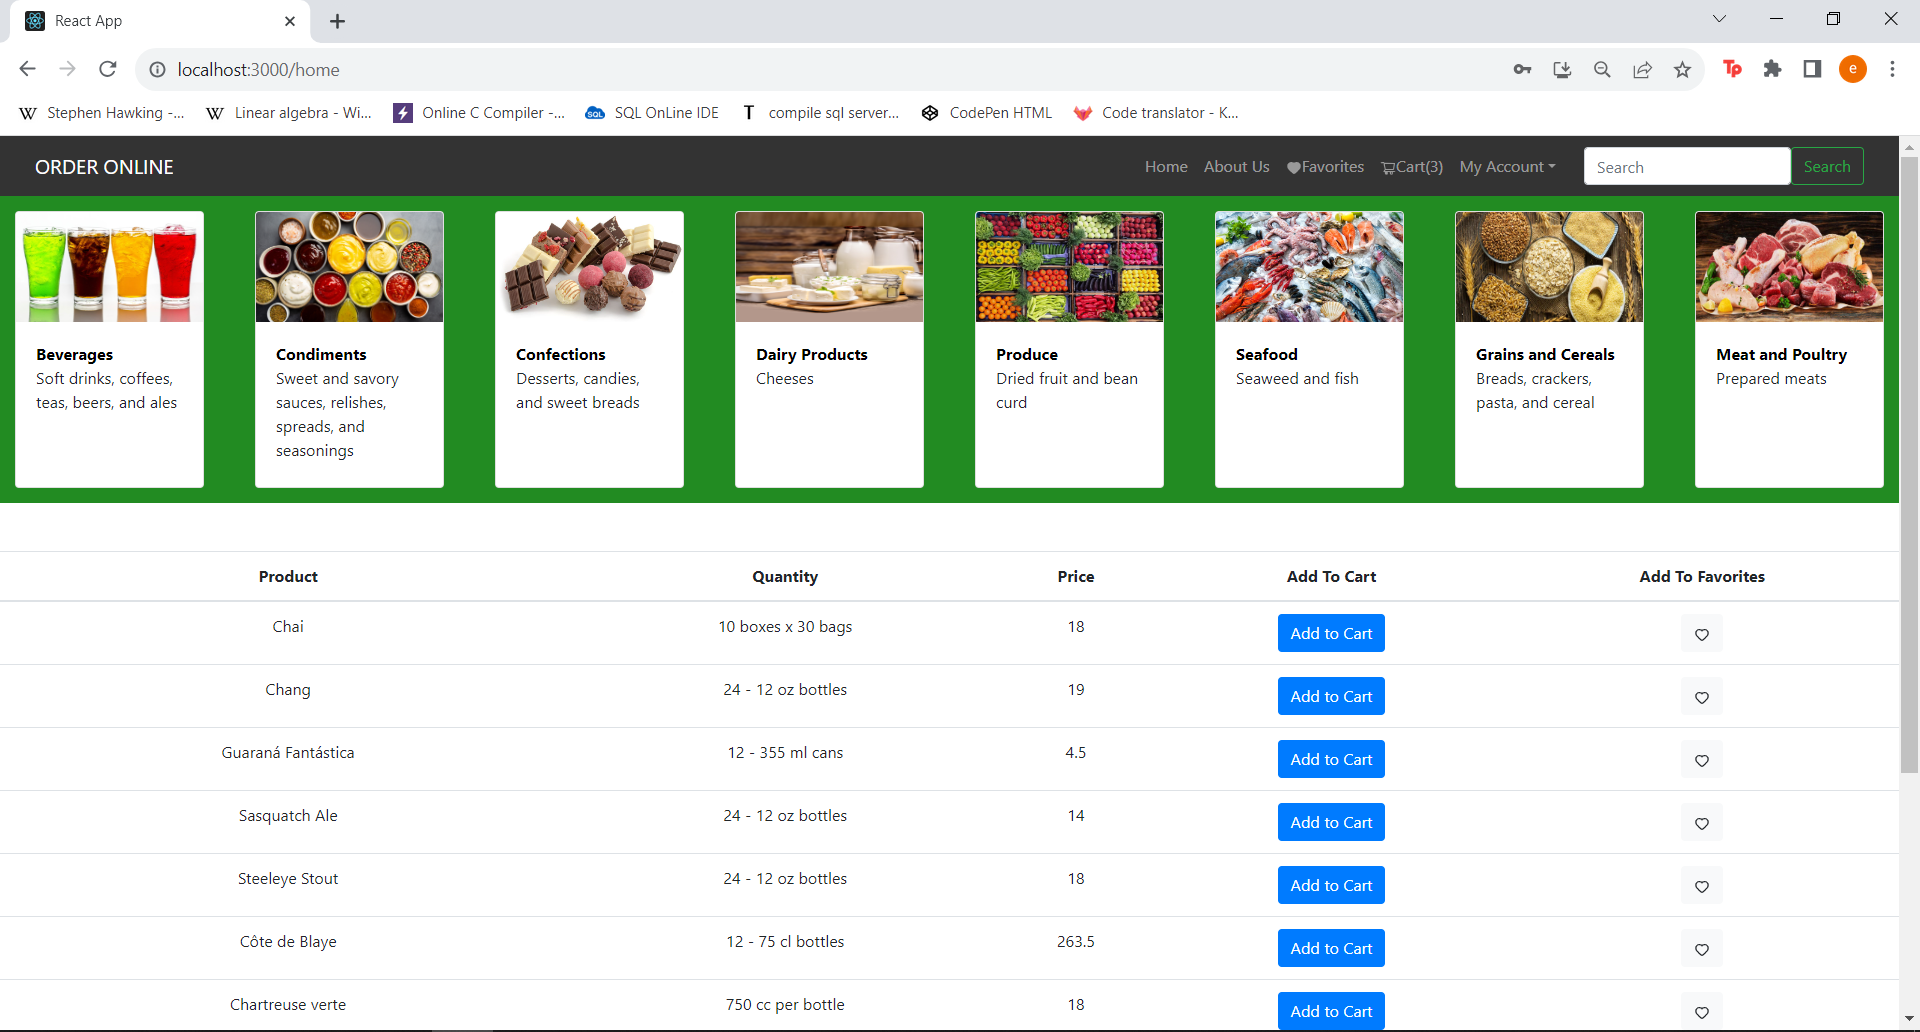 React App
localhost:3000/home
e
Stephen Hawking -...
Linear algebra - Wi...
Online C Compiler -...
SQL OnLine IDE
compile sql server...
CodePen HTML
Code translator - K...
ORDER ONLINE
Home
About Us
Favorites
Cart(3)
My Account
Search
Search
Beverages
Soft drinks, coffees,
teas, beers, and ales
Condiments
Sweet and savory
sauces, relishes,
spreads, and
seasonings
Confections
Desserts, candies,
and sweet breads
Dairy Products
Cheeses
Produce
Dried fruit and bean
curd
Seafood
Seaweed and fish
Grains and Cereals
Breads, crackers,
pasta, and cereal
Meat and Poultry
Prepared meats
Product Quantity Price Add To Cart Add To Favorites
Chai 10 boxes x 30 bags 18 Add to Cart
Chang 24 - 12 oz bottles 19 Add to Cart
Guaraná Fantástica 12 - 355 ml cans 4.5 Add to Cart
Sasquatch Ale 24 - 12 oz bottles 14 Add to Cart
Steeleye Stout 24 - 12 oz bottles 18 Add to Cart
Côte de Blaye 12 - 75 cl bottles 263.5 Add to Cart
Chartreuse verte 750 cc per bottle 18 Add to Cart